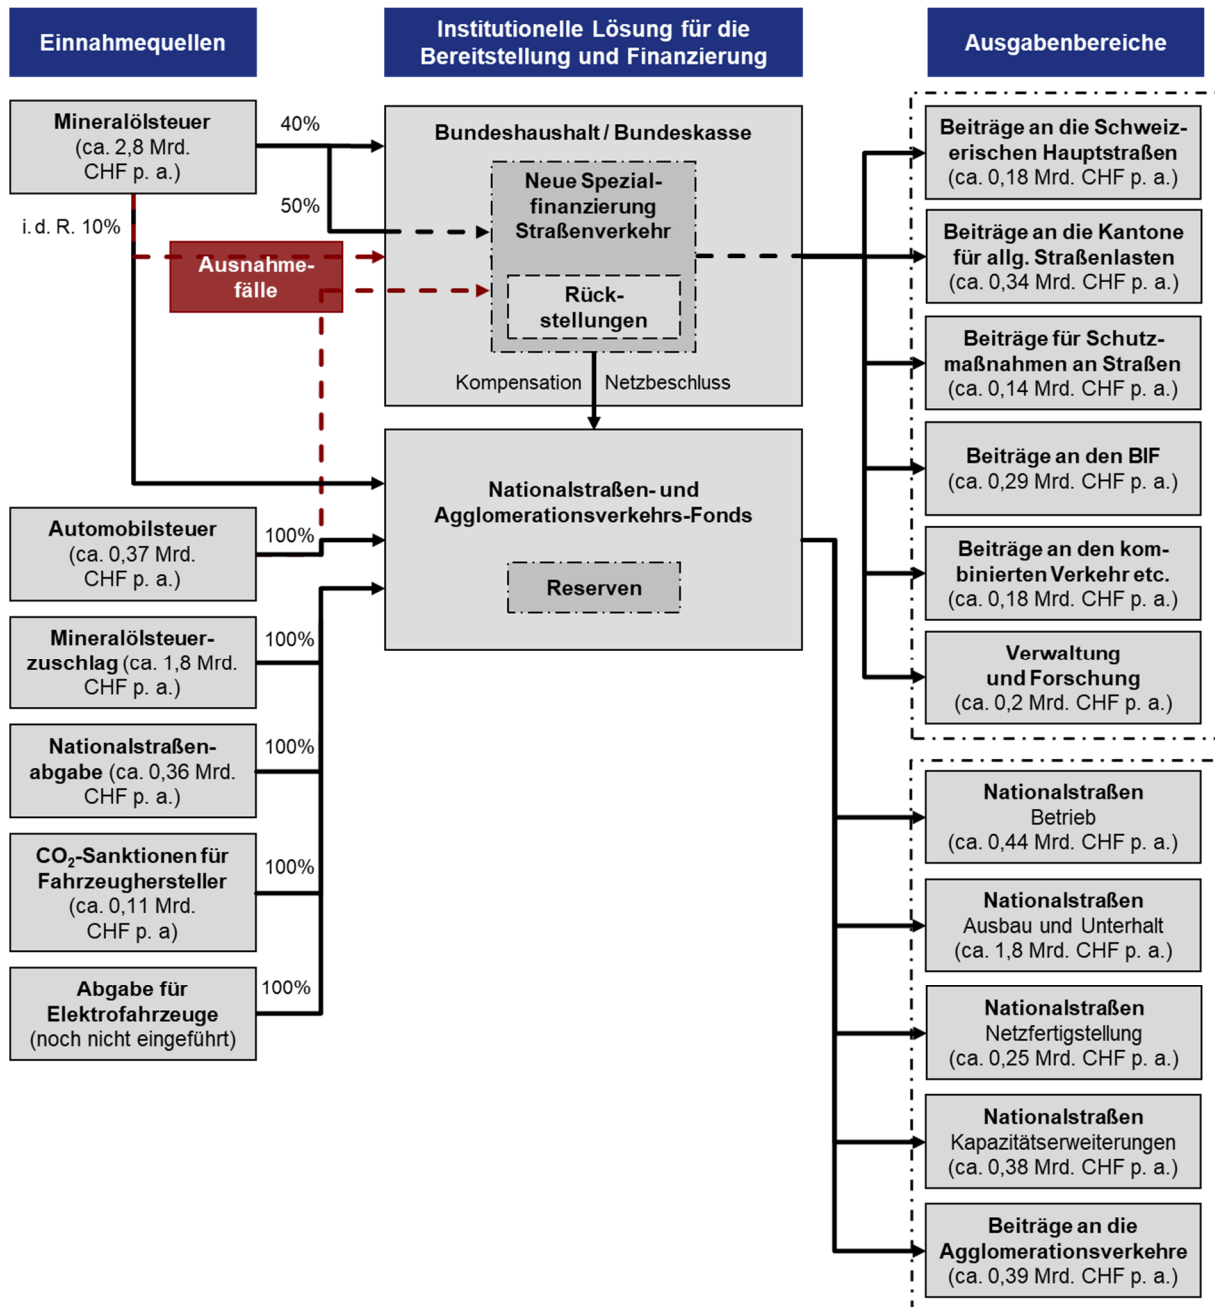 Einnahmequellen
Institutionelle Lösung für die
Bereitstellung und Finanzierung
Ausgabenbereiche
Mineralölsteuer
(ca. 2,8 Mrd.
CHF p. a.)
40%
50%
i. d. R. 10%
Ausnahme-
fälle
Automobilsteuer
(ca. 0,37 Mrd.
CHF p. a.)
100%
Mineralölsteuer-
zuschlag (ca. 1,8 Mrd.
CHF p. a.)
100%
Nationalstraßen-
abgabe (ca. 0,36 Mrd.
CHF p. a.)
100%
CO₂-Sanktionen für
Fahrzeughersteller
(ca. 0,11 Mrd.
CHF p. a)
100%
Abgabe für
Elektrofahrzeuge
(noch nicht eingeführt)
100%
Bundeshaushalt / Bundeskasse
Neue Spezial-
finanzierung
Straßenverkehr
Rück-
stellungen
Kompensation
Netzbeschluss
Nationalstraßen- und
Agglomerationsverkehrs-Fonds
Reserven
Beiträge an die Schweiz-
erischen Hauptstraßen
(ca. 0,18 Mrd. CHF p. a.)
Beiträge an die Kantone
für allg. Straßenlasten
(ca. 0,34 Mrd. CHF p. a.)
Beiträge für Schutz-
maßnahmen an Straßen
(ca. 0,14 Mrd. CHF p. a.)
Beiträge an den BIF
(ca. 0,29 Mrd. CHF p. a.)
Beiträge an den kom-
binierten Verkehr etc.
(ca. 0,18 Mrd. CHF p. a.)
Verwaltung
und Forschung
(ca. 0,2 Mrd. CHF p. a.)
Nationalstraßen
Betrieb
(ca. 0,44 Mrd. CHF p. a.)
Nationalstraßen
Ausbau und Unterhalt
(ca. 1,8 Mrd. CHF p. a.)
Nationalstraßen
Netzfertigstellung
(ca. 0,25 Mrd. CHF p. a.)
Nationalstraßen
Kapazitätserweiterungen
(ca. 0,38 Mrd. CHF p. a.)
Beiträge an die
Agglomerationsverkehre
(ca. 0,39 Mrd. CHF p. a.)